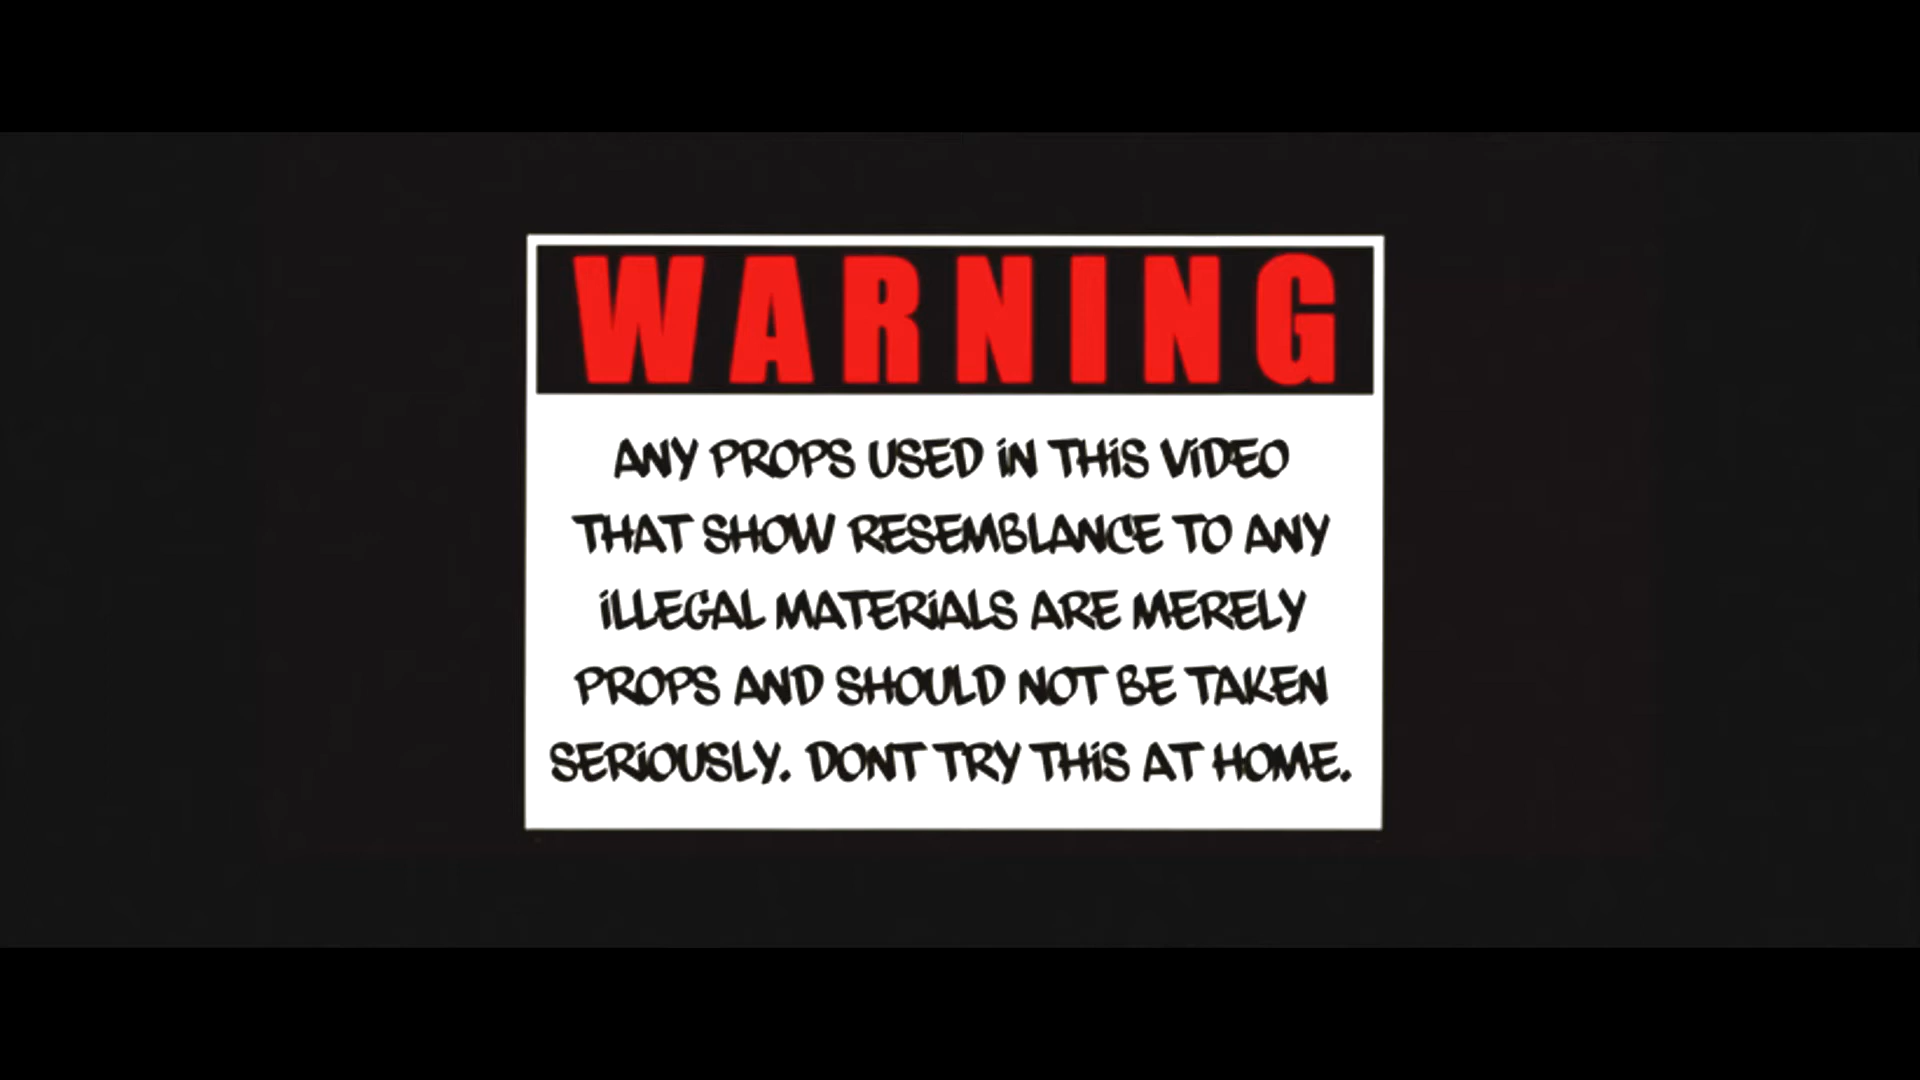 WARNING
ANY PROPS USED IN THIS VIDEO
THAT SHOW RESEMBLANCE TO ANY
ILLEGAL MATERIALS ARE MERELY
PROPS AND SHOULD NOT BE TAKEN
SERIOUSLY. DONT TRY THIS AT HOME.